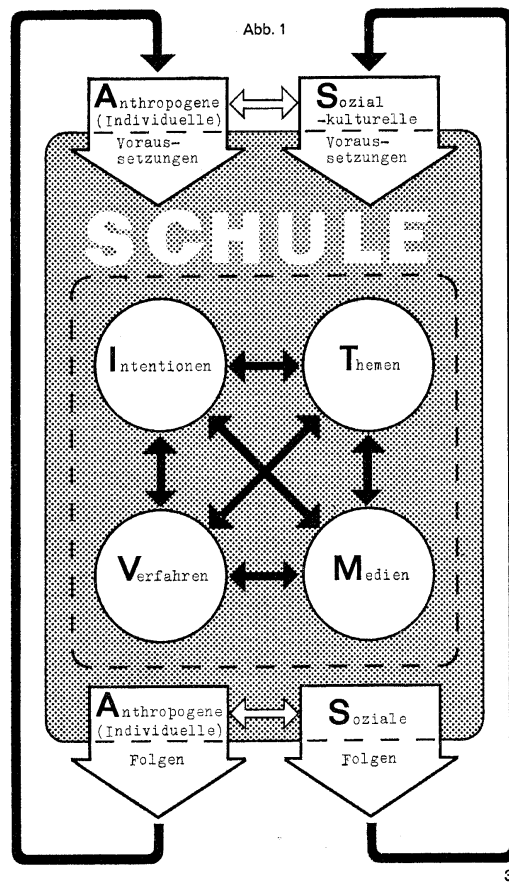 Abb. 1
Anthropogene
(Individuelle)
Voraus-
setzungen
Sozial
-kulturelle
Voraus-
setzungen
SCHULE
Intentionen
Themen
Verfahren
Medien
Anthropogene
(Individuelle)
Folgen
Soziale
Folgen
3